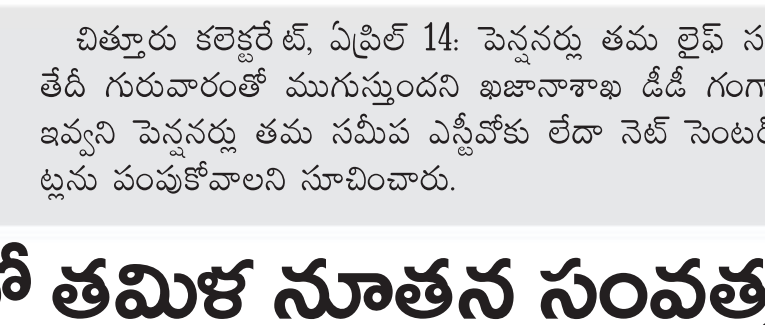 చిత్తూరు కలెక్టరేట్, ఏప్రిల్ 14: పెన్షనర్లు తమ లైఫ్ స
తేదీ గురువారంతో ముగుస్తుందని ఖజానాశాఖ డీడీ గంగా
ఇవ్వని పెన్షనర్లు తమ సమీప ఎస్టీవోకు లేదా నెట్ సెంటర్
ట్లను పంపుకోవాలని సూచించారు.
తమిళ నూతన సంవత